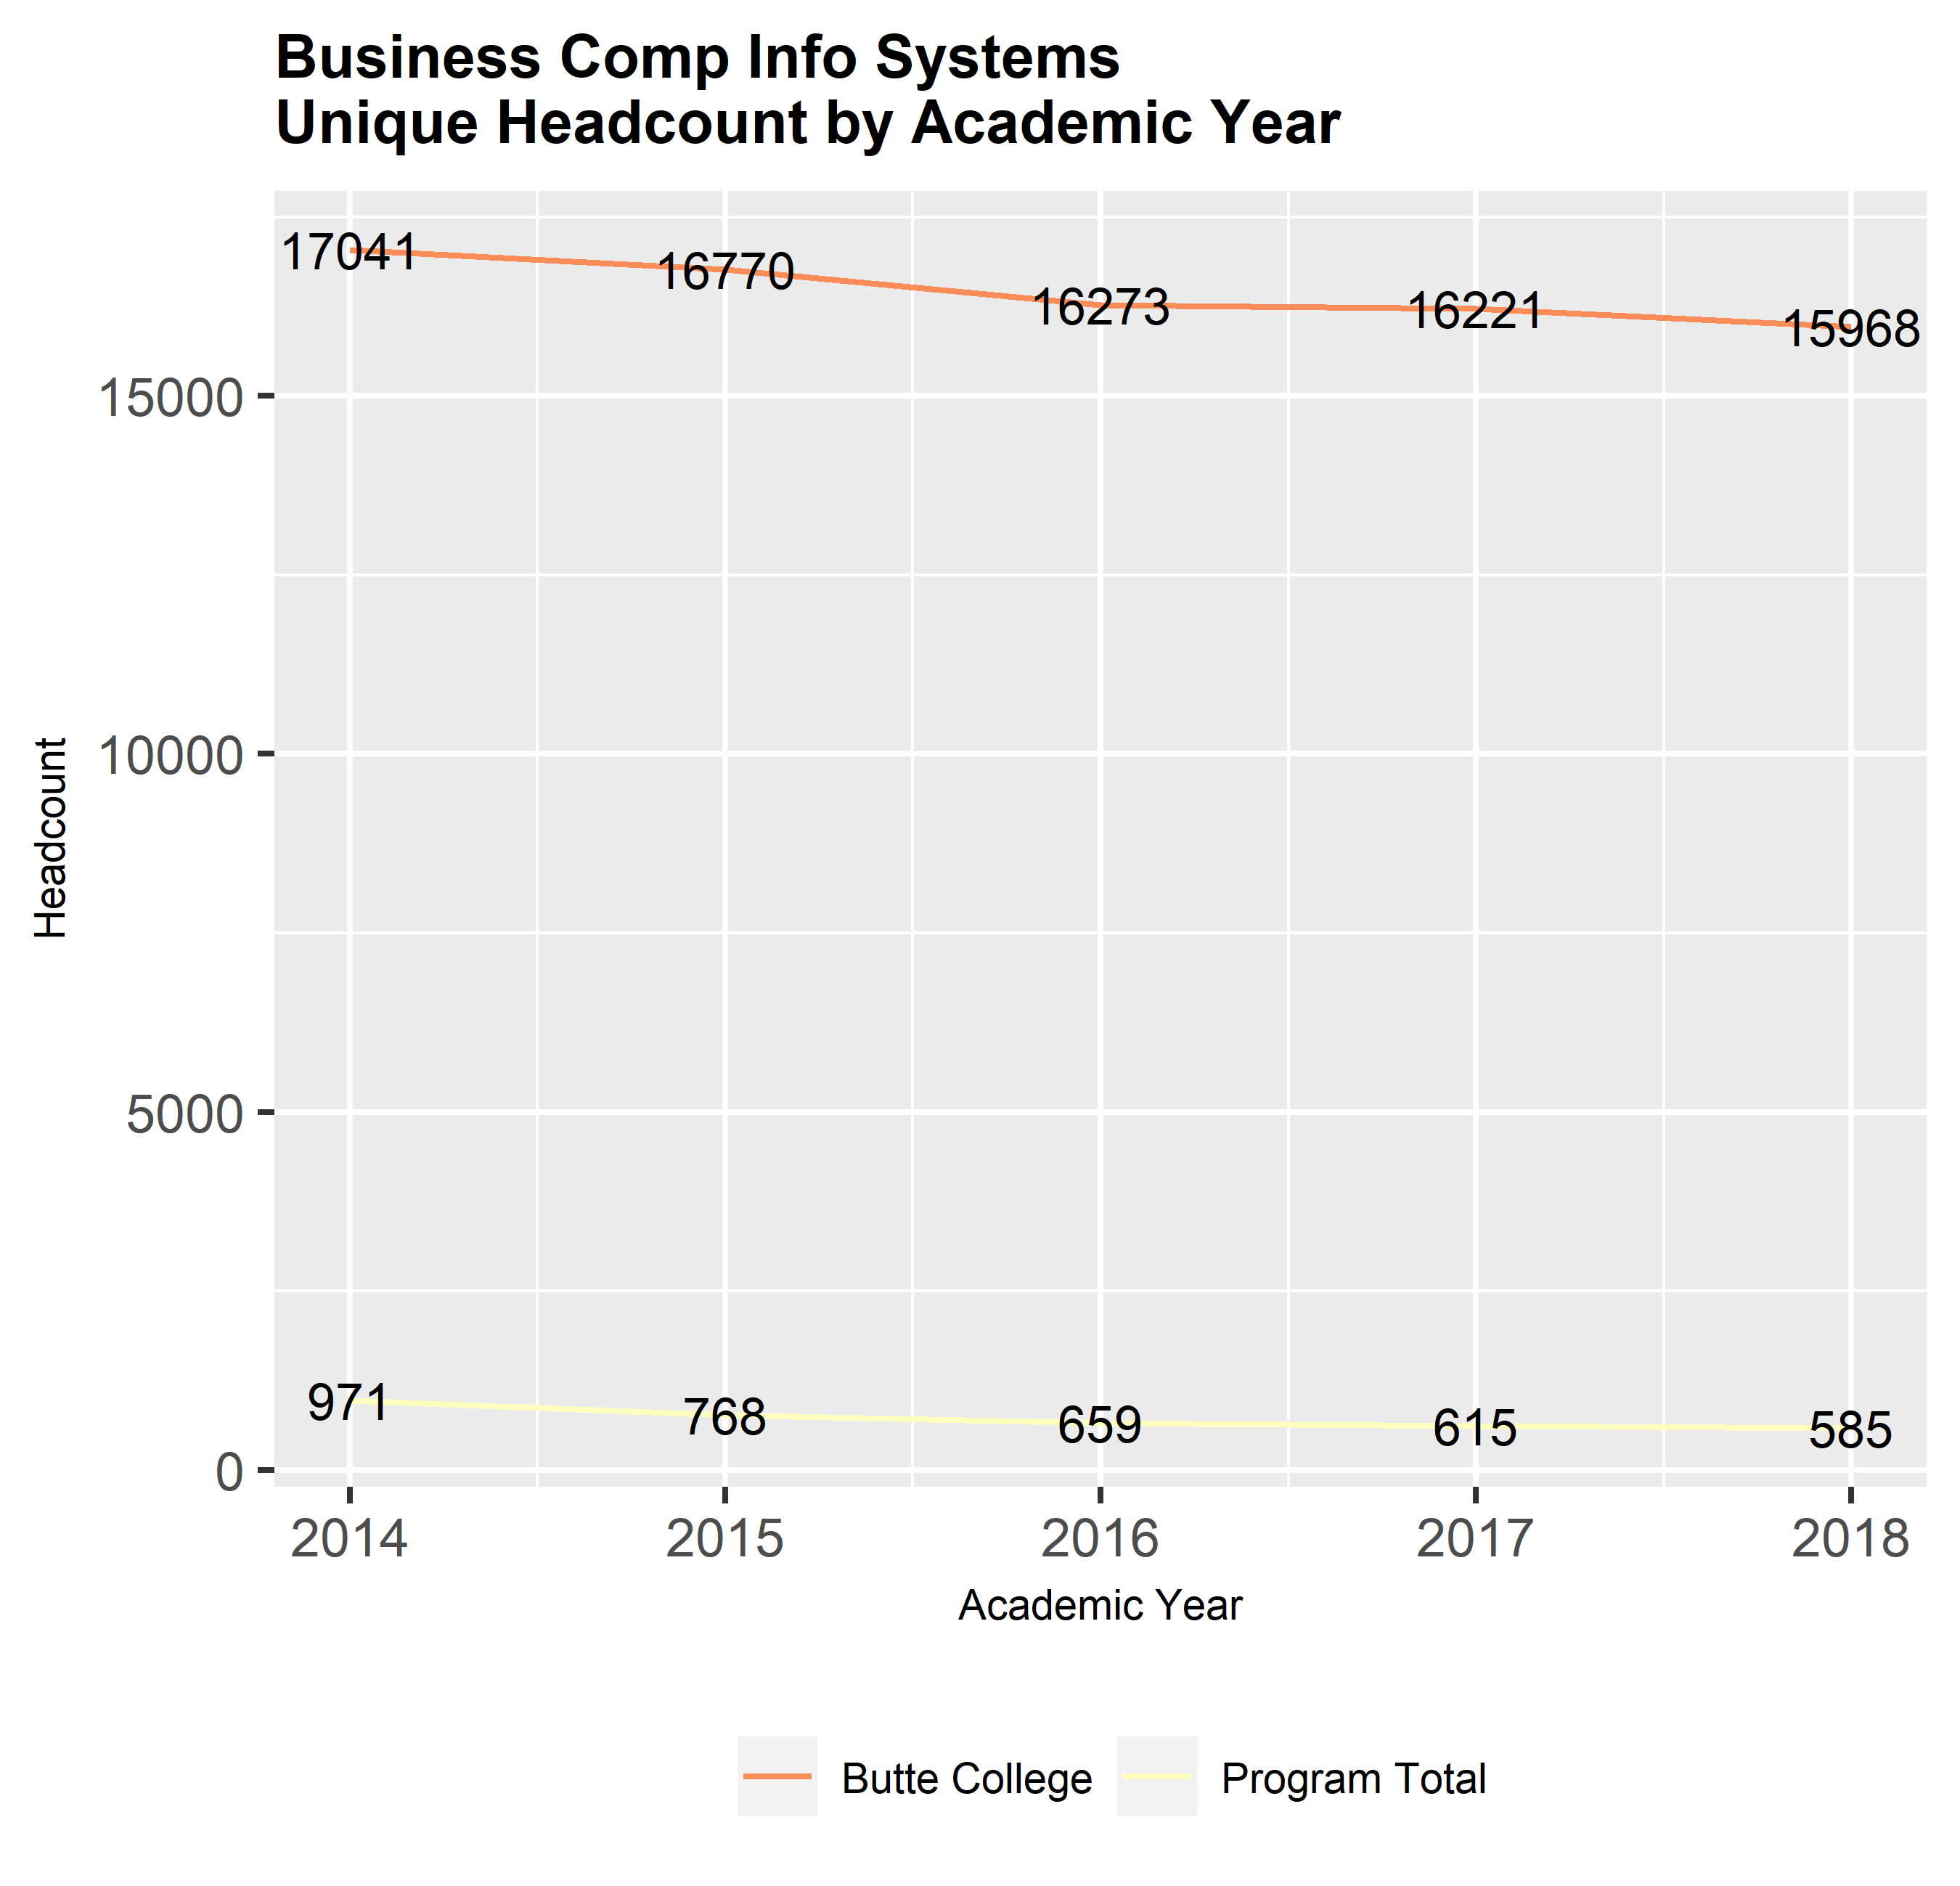 Business Comp Info Systems
Unique Headcount by Academic Year
17041
16770
16273
16221
15968
15000
10000
5000
0
Headcount
971
768
659
615
585
2014 2015 2016 2017 2018
Academic Year
Butte College Program Total